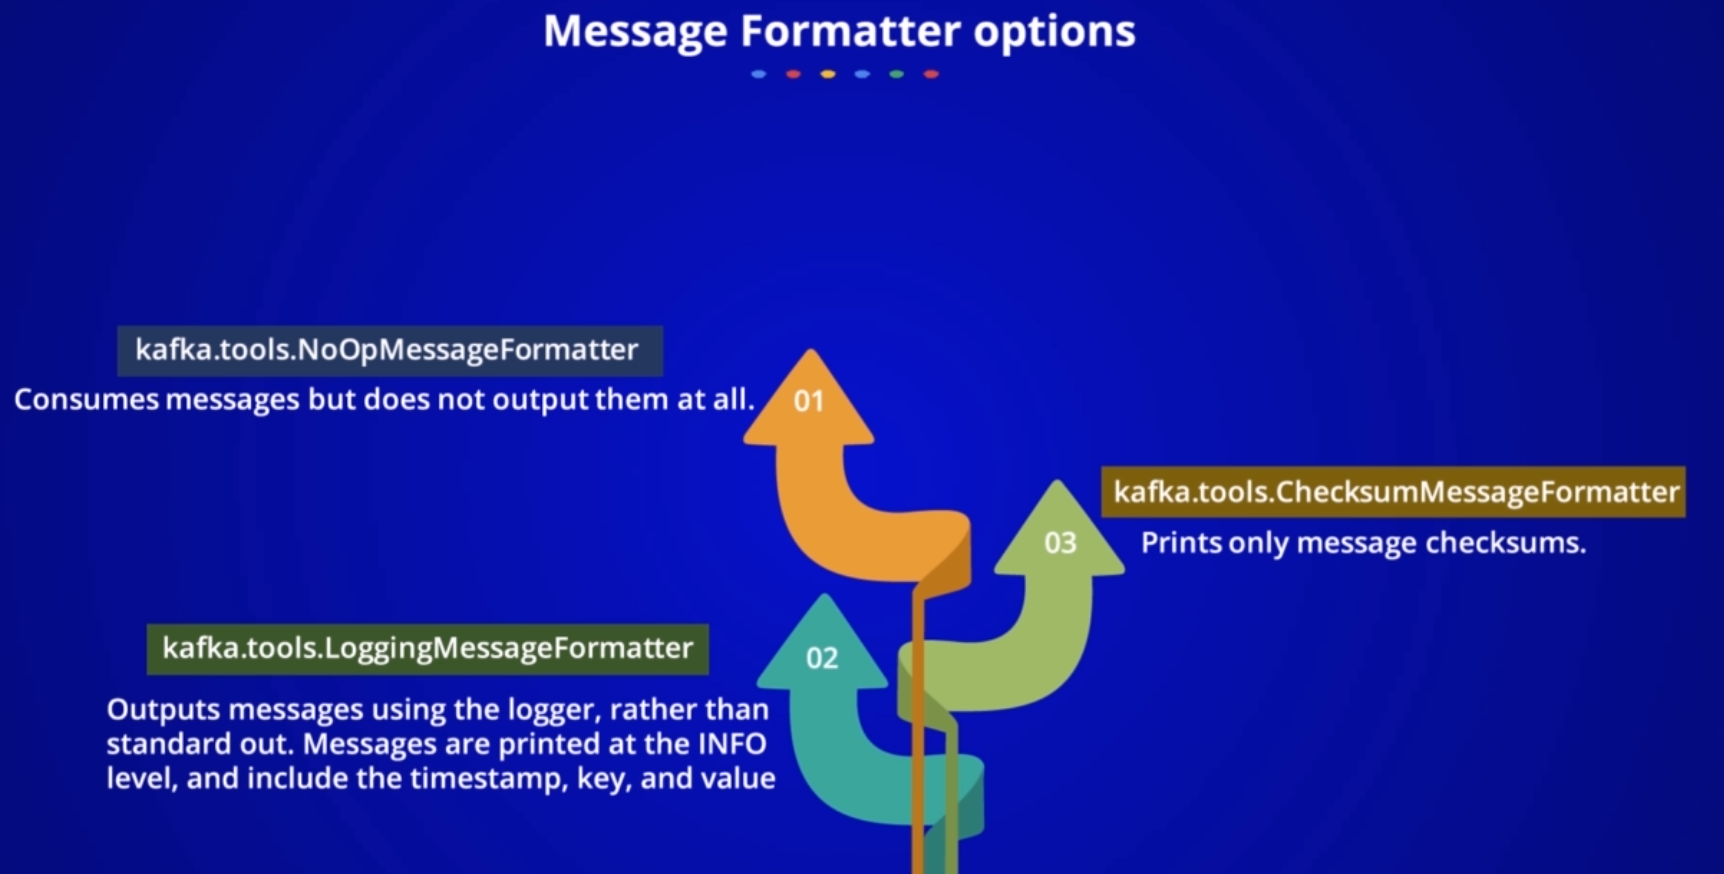 Message Formatter options
kafka.tools.NoOpMessageFormatter
Consumes messages but does not output them at all.
01
kafka.tools.ChecksumMessageFormatter
03
Prints only message checksums.
kafka.tools.LoggingMessageFormatter
02
Outputs messages using the logger, rather than
standard out. Messages are printed at the INFO
level, and include the timestamp, key, and value